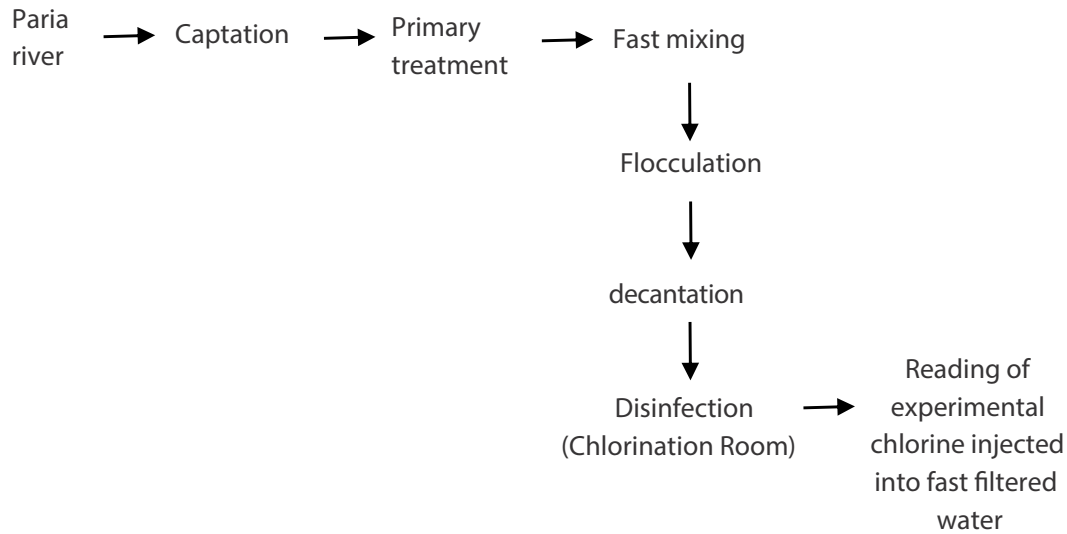 Paria
river
Captation
Primary
treatment
Fast mixing
Flocculation
decantation
Disinfection
(Chlorination Room)
Reading of
experimental
chlorine injected
into fast filtered
water